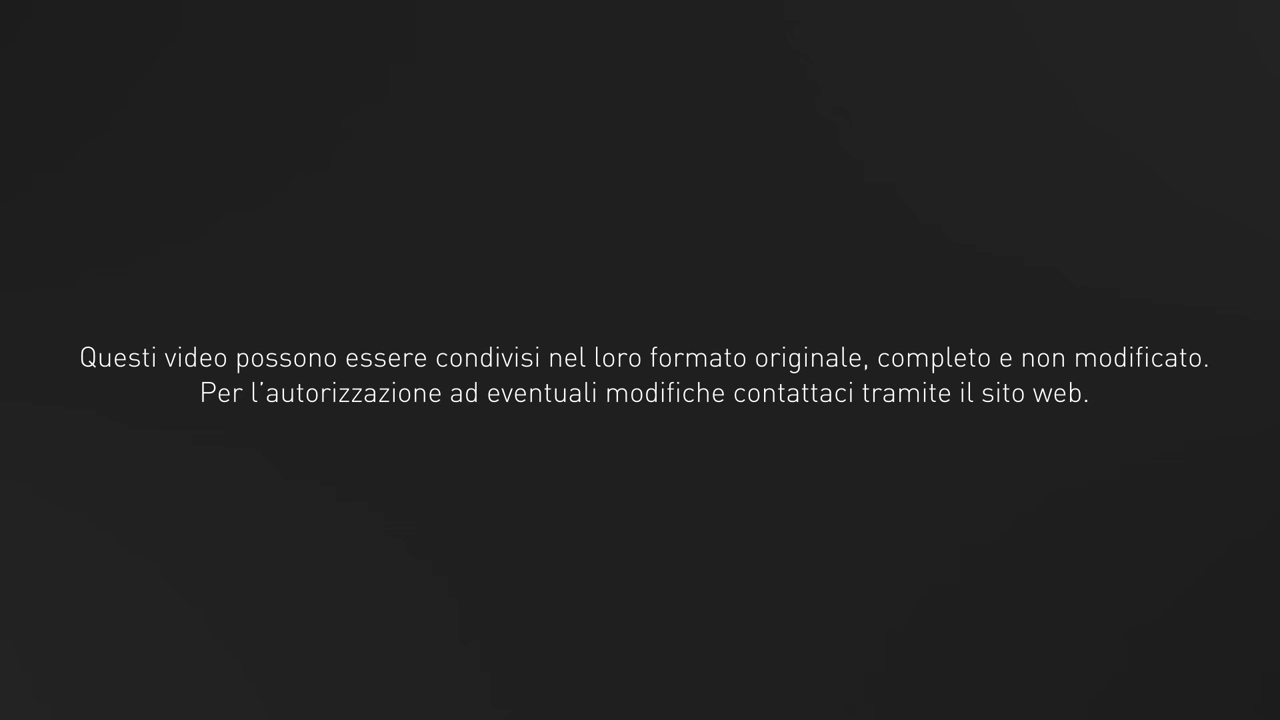 Questi video possono essere condivisi nel loro formato originale, completo e non modificato.
Per l’autorizzazione ad eventuali modifiche contattaci tramite il sito web.